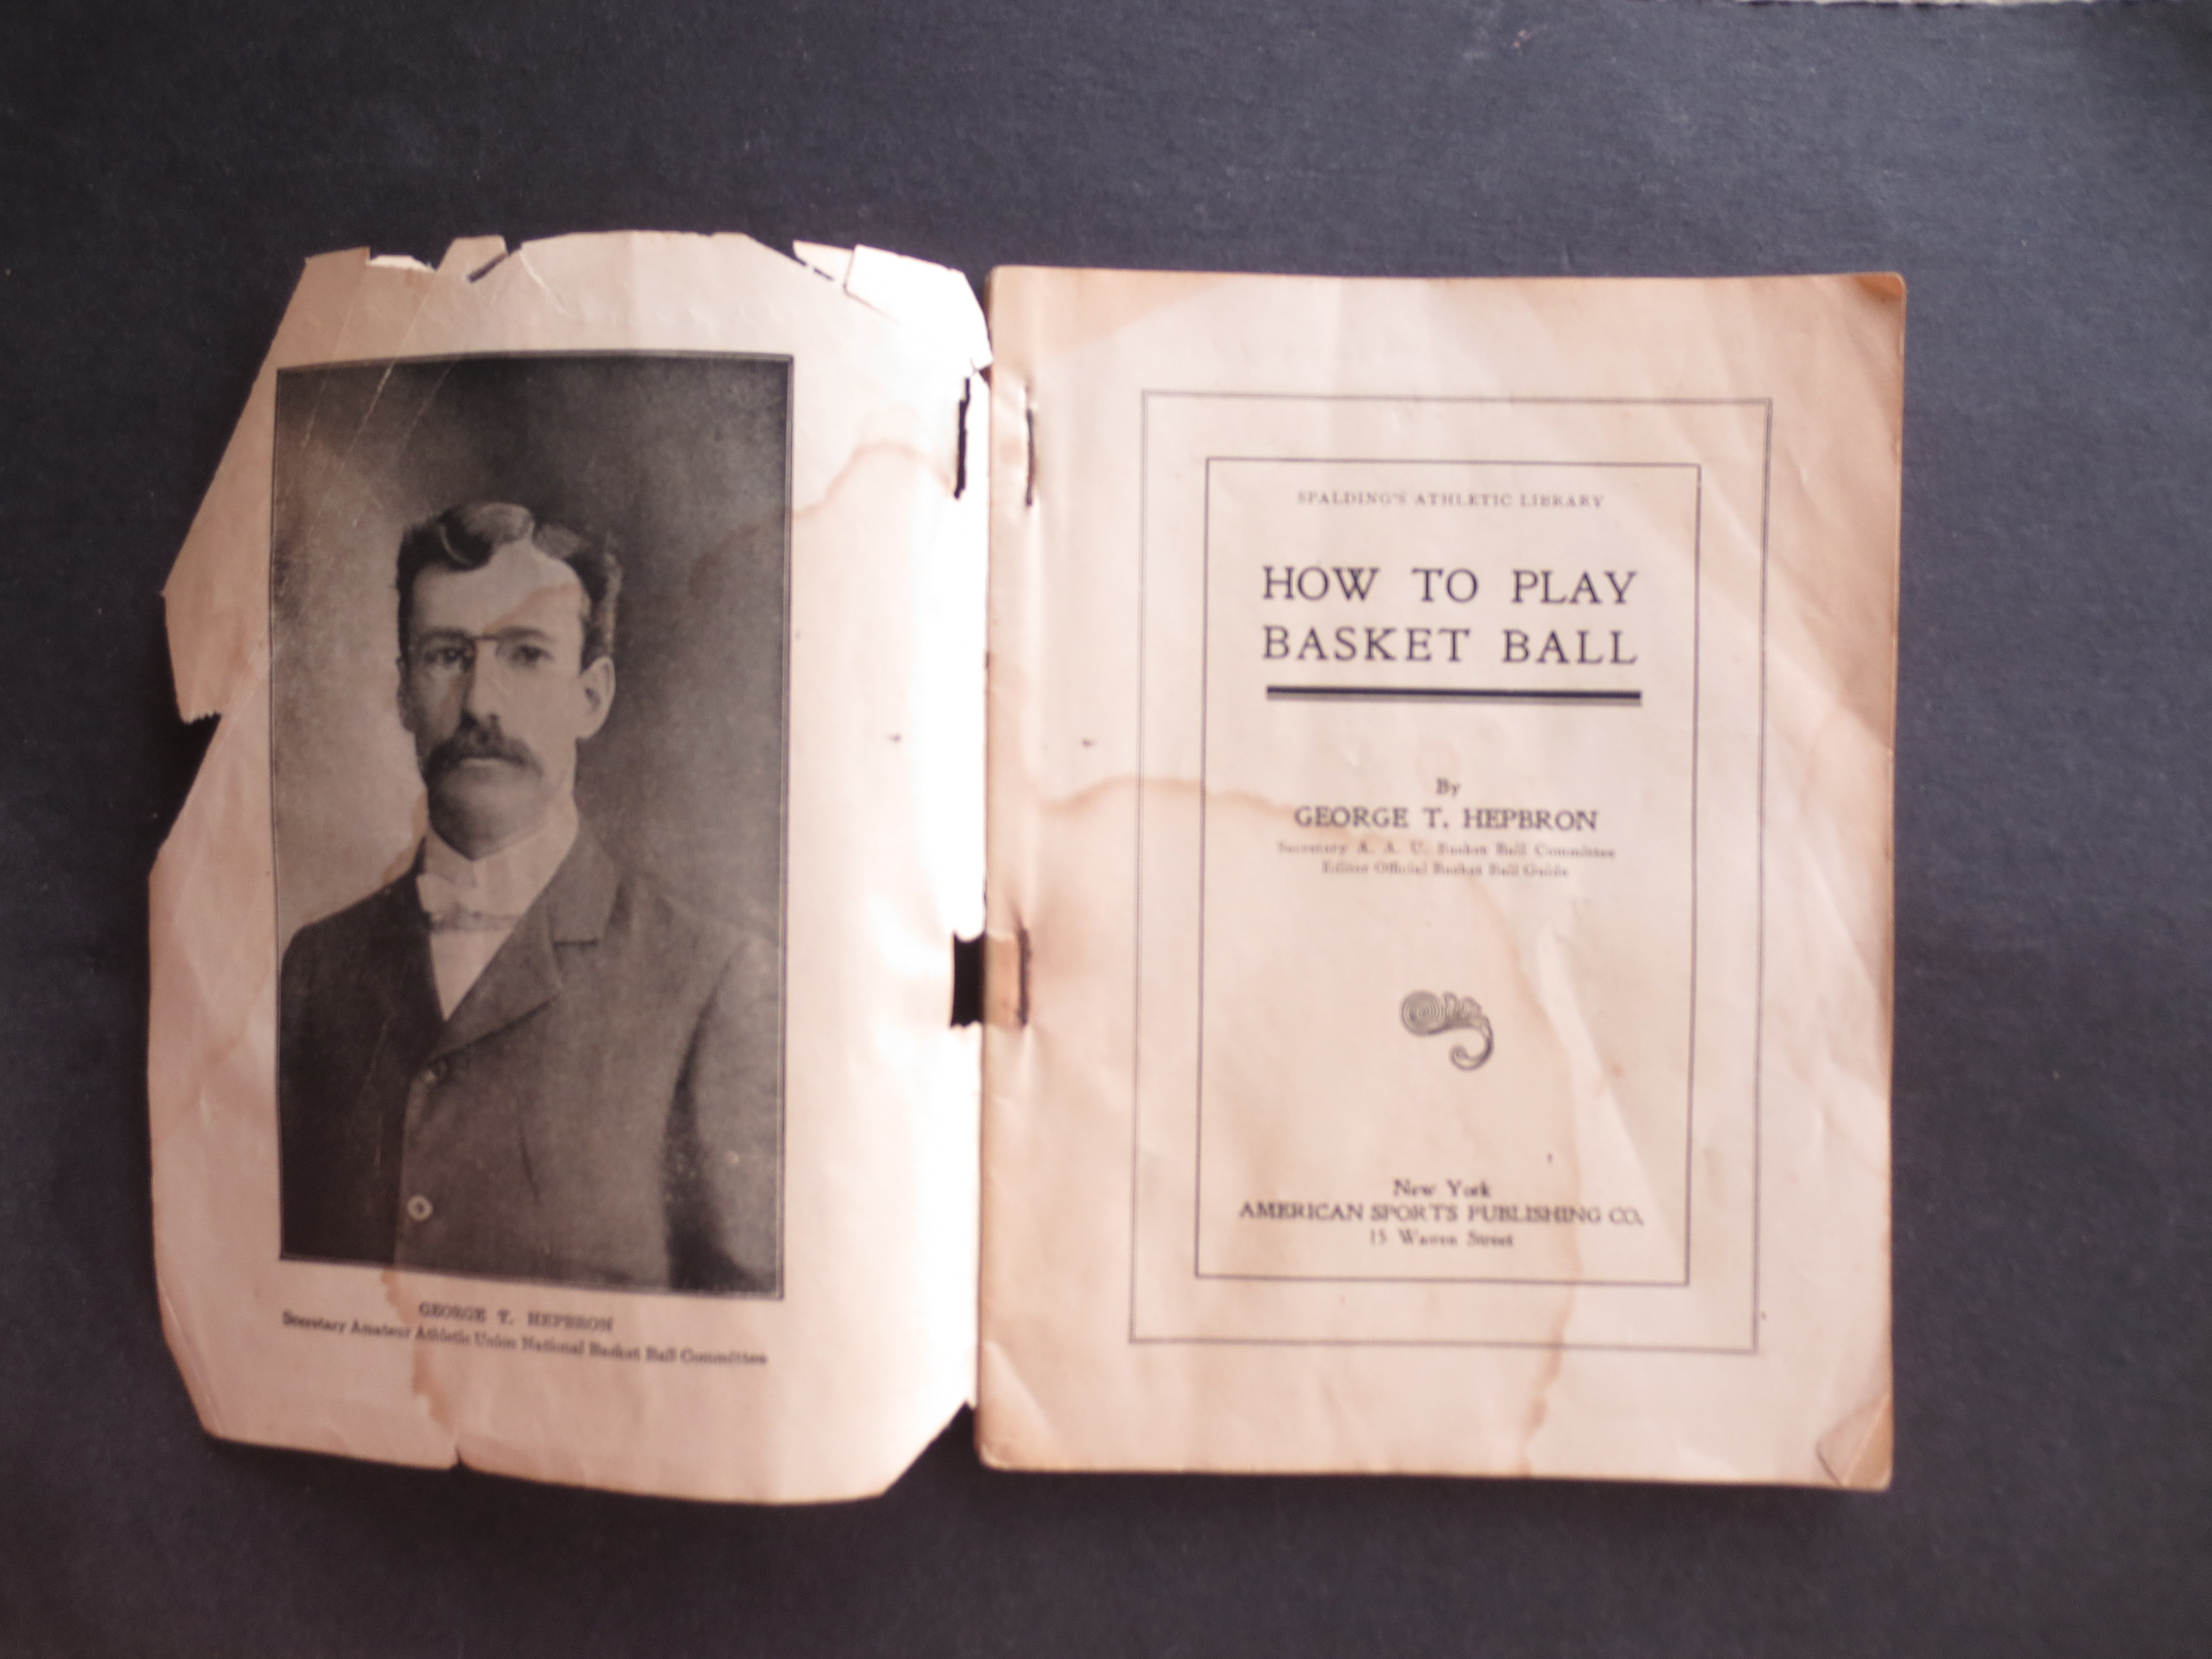 GEORGE T. HEPBRON
Secretary Amateur Athletic Union National Basket Ball Committee
SPALDING'S ATHLETIC LIBRARY
HOW TO PLAY
BASKET BALL
By
GEORGE T. HEPBRON
Secretary A. A. U. Basket Ball Committee
Editor Official Basket Ball Guide
New York
AMERICAN SPORTS PUBLISHING CO.
15 Warren Street